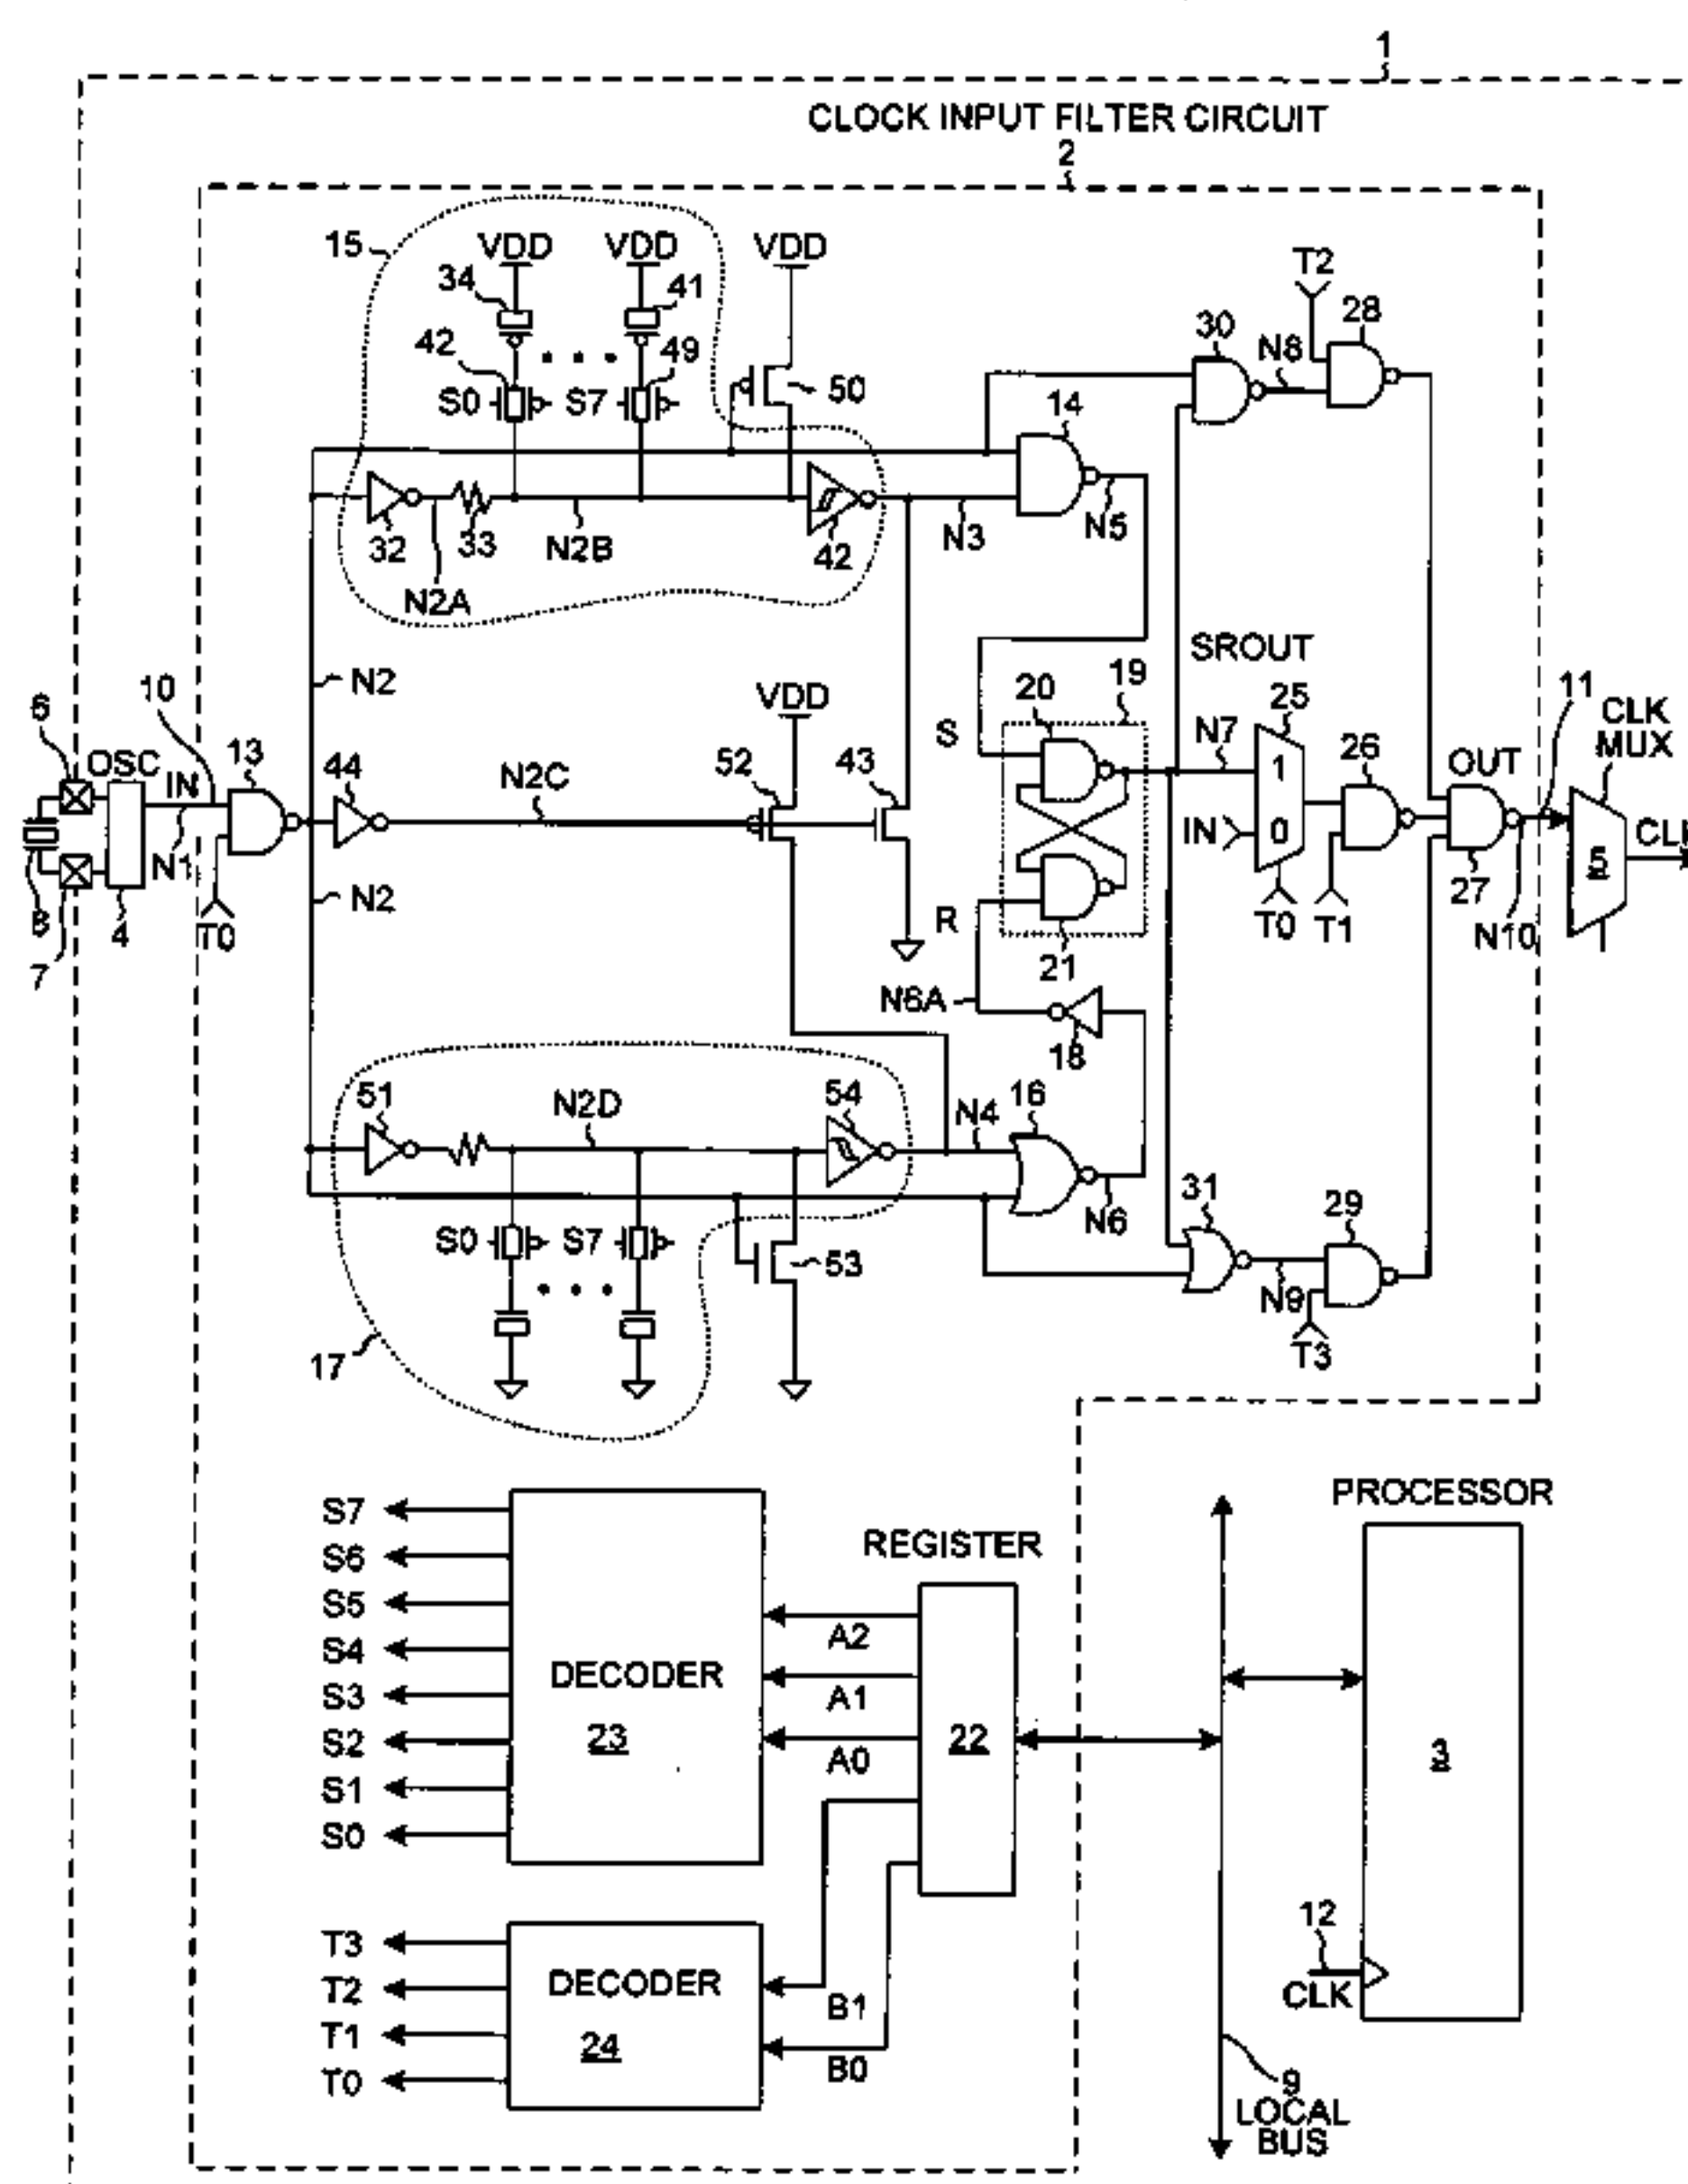 1
CLOCK INPUT FILTER CIRCUIT
2
15
VDD
VDD
VDD
34
41
42
49
S0
S7
50
T2
28
30
N8
14
32
33
N2B
42
N3
N5
N2A
N2
SROUT
10
6
OSC
IN
13
44
N2C
VDD
52
43
S
20
19
N7
25
26
11
CLK
MUX
OUT
1
IN
0
5
CLK
N1
N2
8
4
T0
7
R
21
T0
T1
27
N10
N6A
18
51
N2D
54
N4
16
N6
31
29
N9
T3
S0
S7
53
17
S7
S6
S5
S4
S3
S2
S1
S0
DECODER
23
A2
A1
A0
REGISTER
22
PROCESSOR
3
12
CLK
T3
T2
T1
T0
DECODER
24
B1
B0
9
LOCAL
BUS